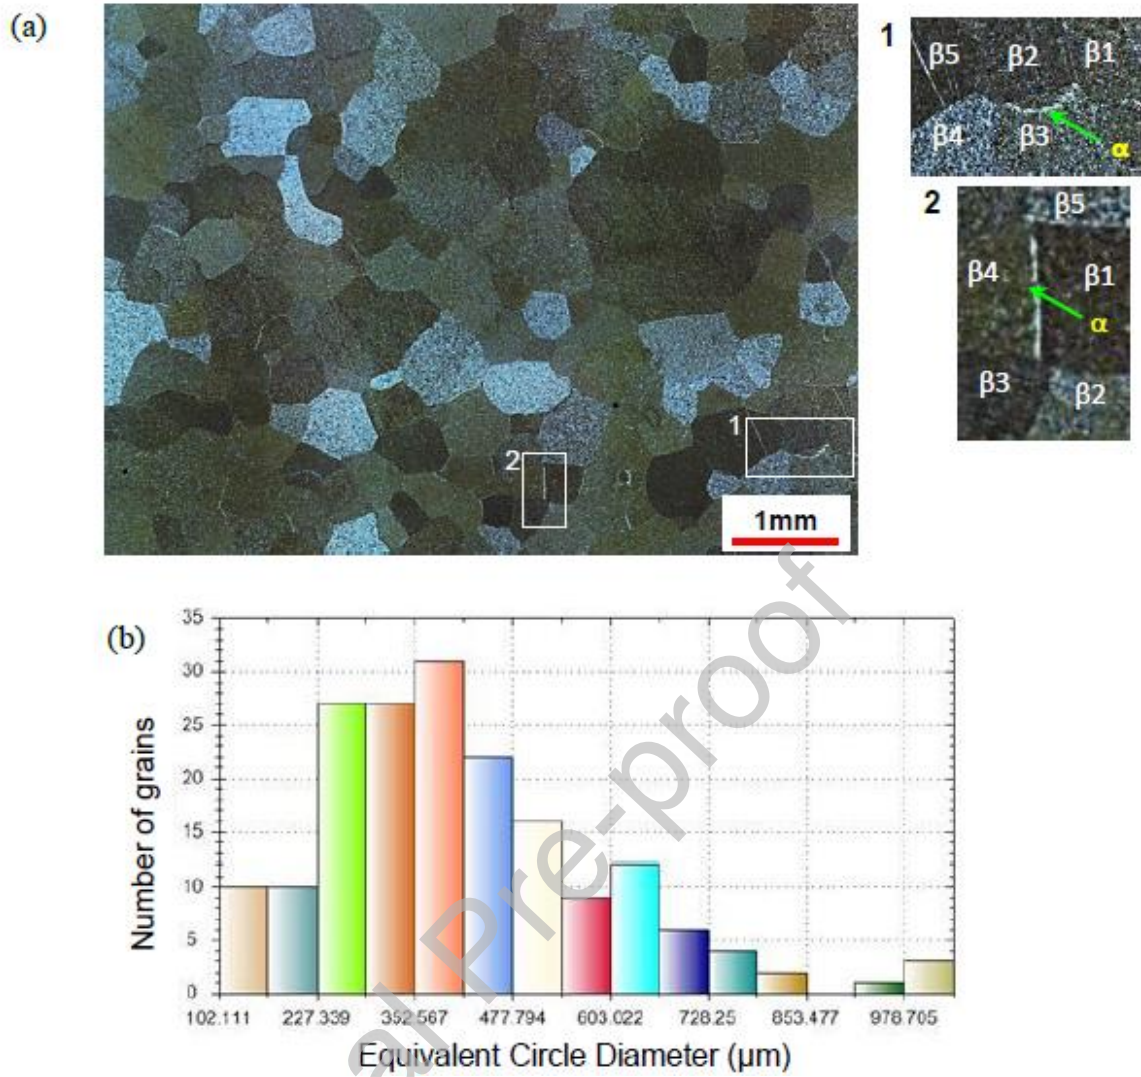 (a)
1
β5 β2 β1
β4 β3
α
2
β5
β4 β1
α
β3 β2
1
2
1mm
(b)
35
30
25
20
15
10
5
0
102.111 227.339 352.567 477.794 603.022 728.25 853.477 978.705
Number of grains
Equivalent Circle Diameter (µm)
al Pre-proof